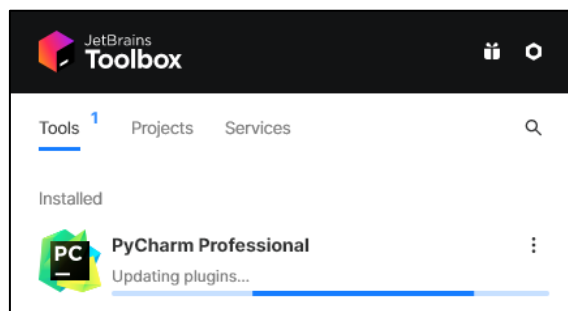 JetBrains
Toolbox
Tools 1 Projects Services
Installed
PC
PyCharm Professional
Updating plugins...